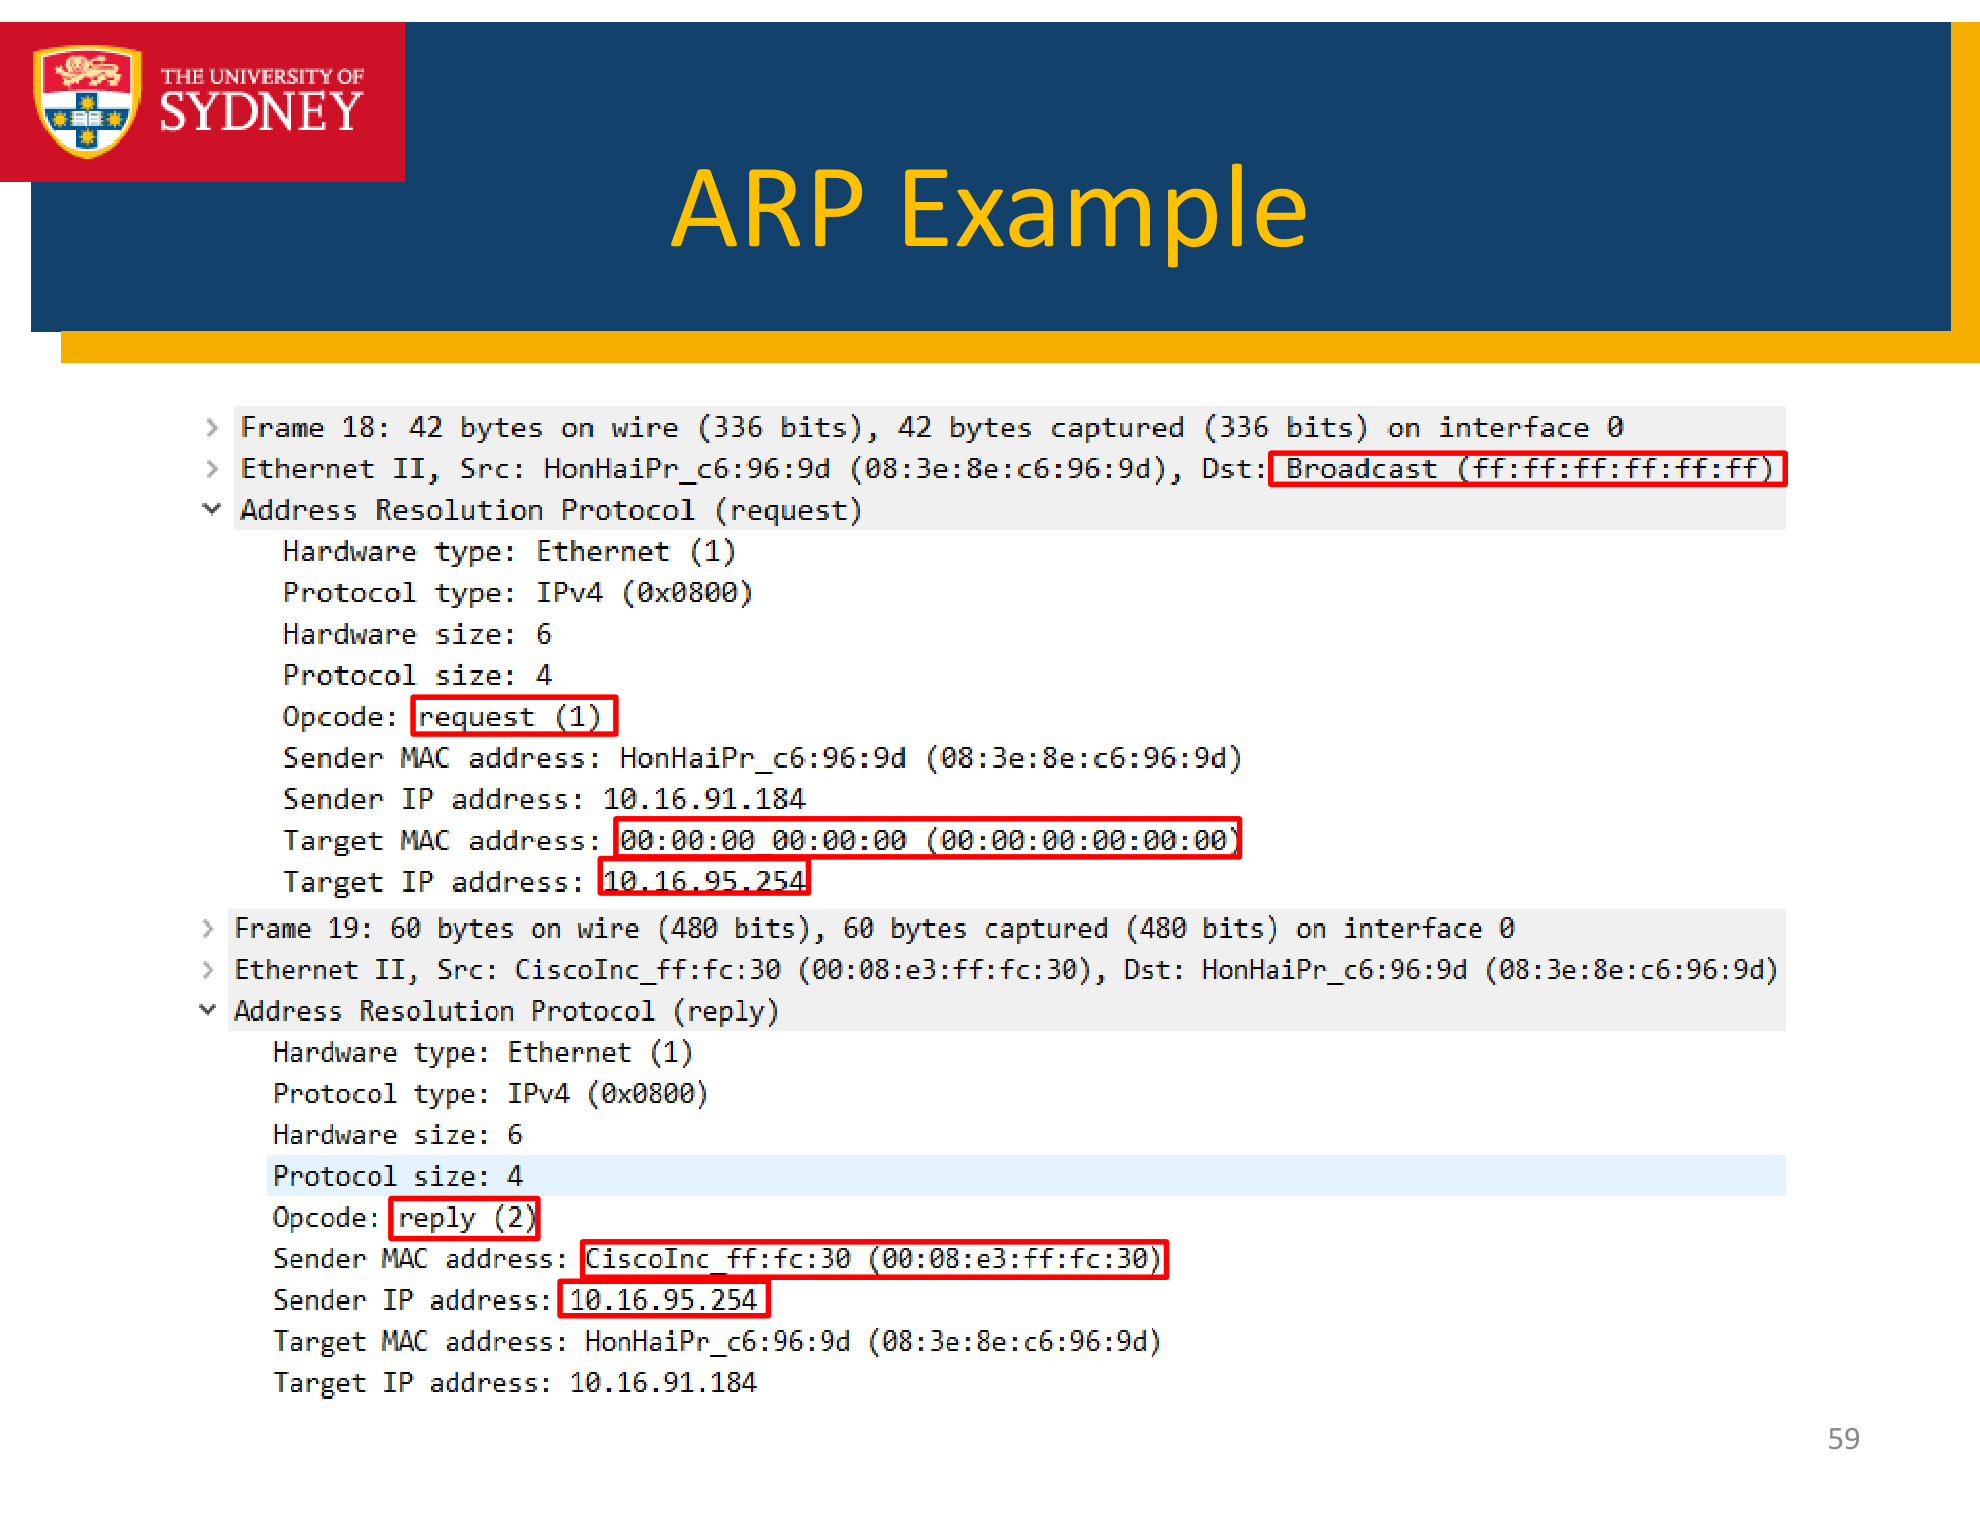 THE UNIVERSITY OF
SYDNEY
ARP Example
Frame 18: 42 bytes on wire (336 bits), 42 bytes captured (336 bits) on interface 0
Ethernet II, Src: HonHaiPr_c6:96:9d (08:3e:8e:c6:96:9d), Dst: Broadcast (ff:ff:ff:ff:ff:ff)
Address Resolution Protocol (request)
Hardware type: Ethernet (1)
Protocol type: IPv4 (0x0800)
Hardware size: 6
Protocol size: 4
Opcode: request (1)
Sender MAC address: HonHaiPr_c6:96:9d (08:3e:8e:c6:96:9d)
Sender IP address: 10.16.91.184
Target MAC address: 00:00:00_00:00:00 (00:00:00:00:00:00)
Target IP address: 10.16.95.254
Frame 19: 60 bytes on wire (480 bits), 60 bytes captured (480 bits) on interface 0
Ethernet II, Src: CiscoInc_ff:fc:30 (00:08:e3:ff:fc:30), Dst: HonHaiPr_c6:96:9d (08:3e:8e:c6:96:9d)
Address Resolution Protocol (reply)
Hardware type: Ethernet (1)
Protocol type: IPv4 (0x0800)
Hardware size: 6
Protocol size: 4
Opcode: reply (2)
Sender MAC address: CiscoInc_ff:fc:30 (00:08:e3:ff:fc:30)
Sender IP address: 10.16.95.254
Target MAC address: HonHaiPr_c6:96:9d (08:3e:8e:c6:96:9d)
Target IP address: 10.16.91.184
59